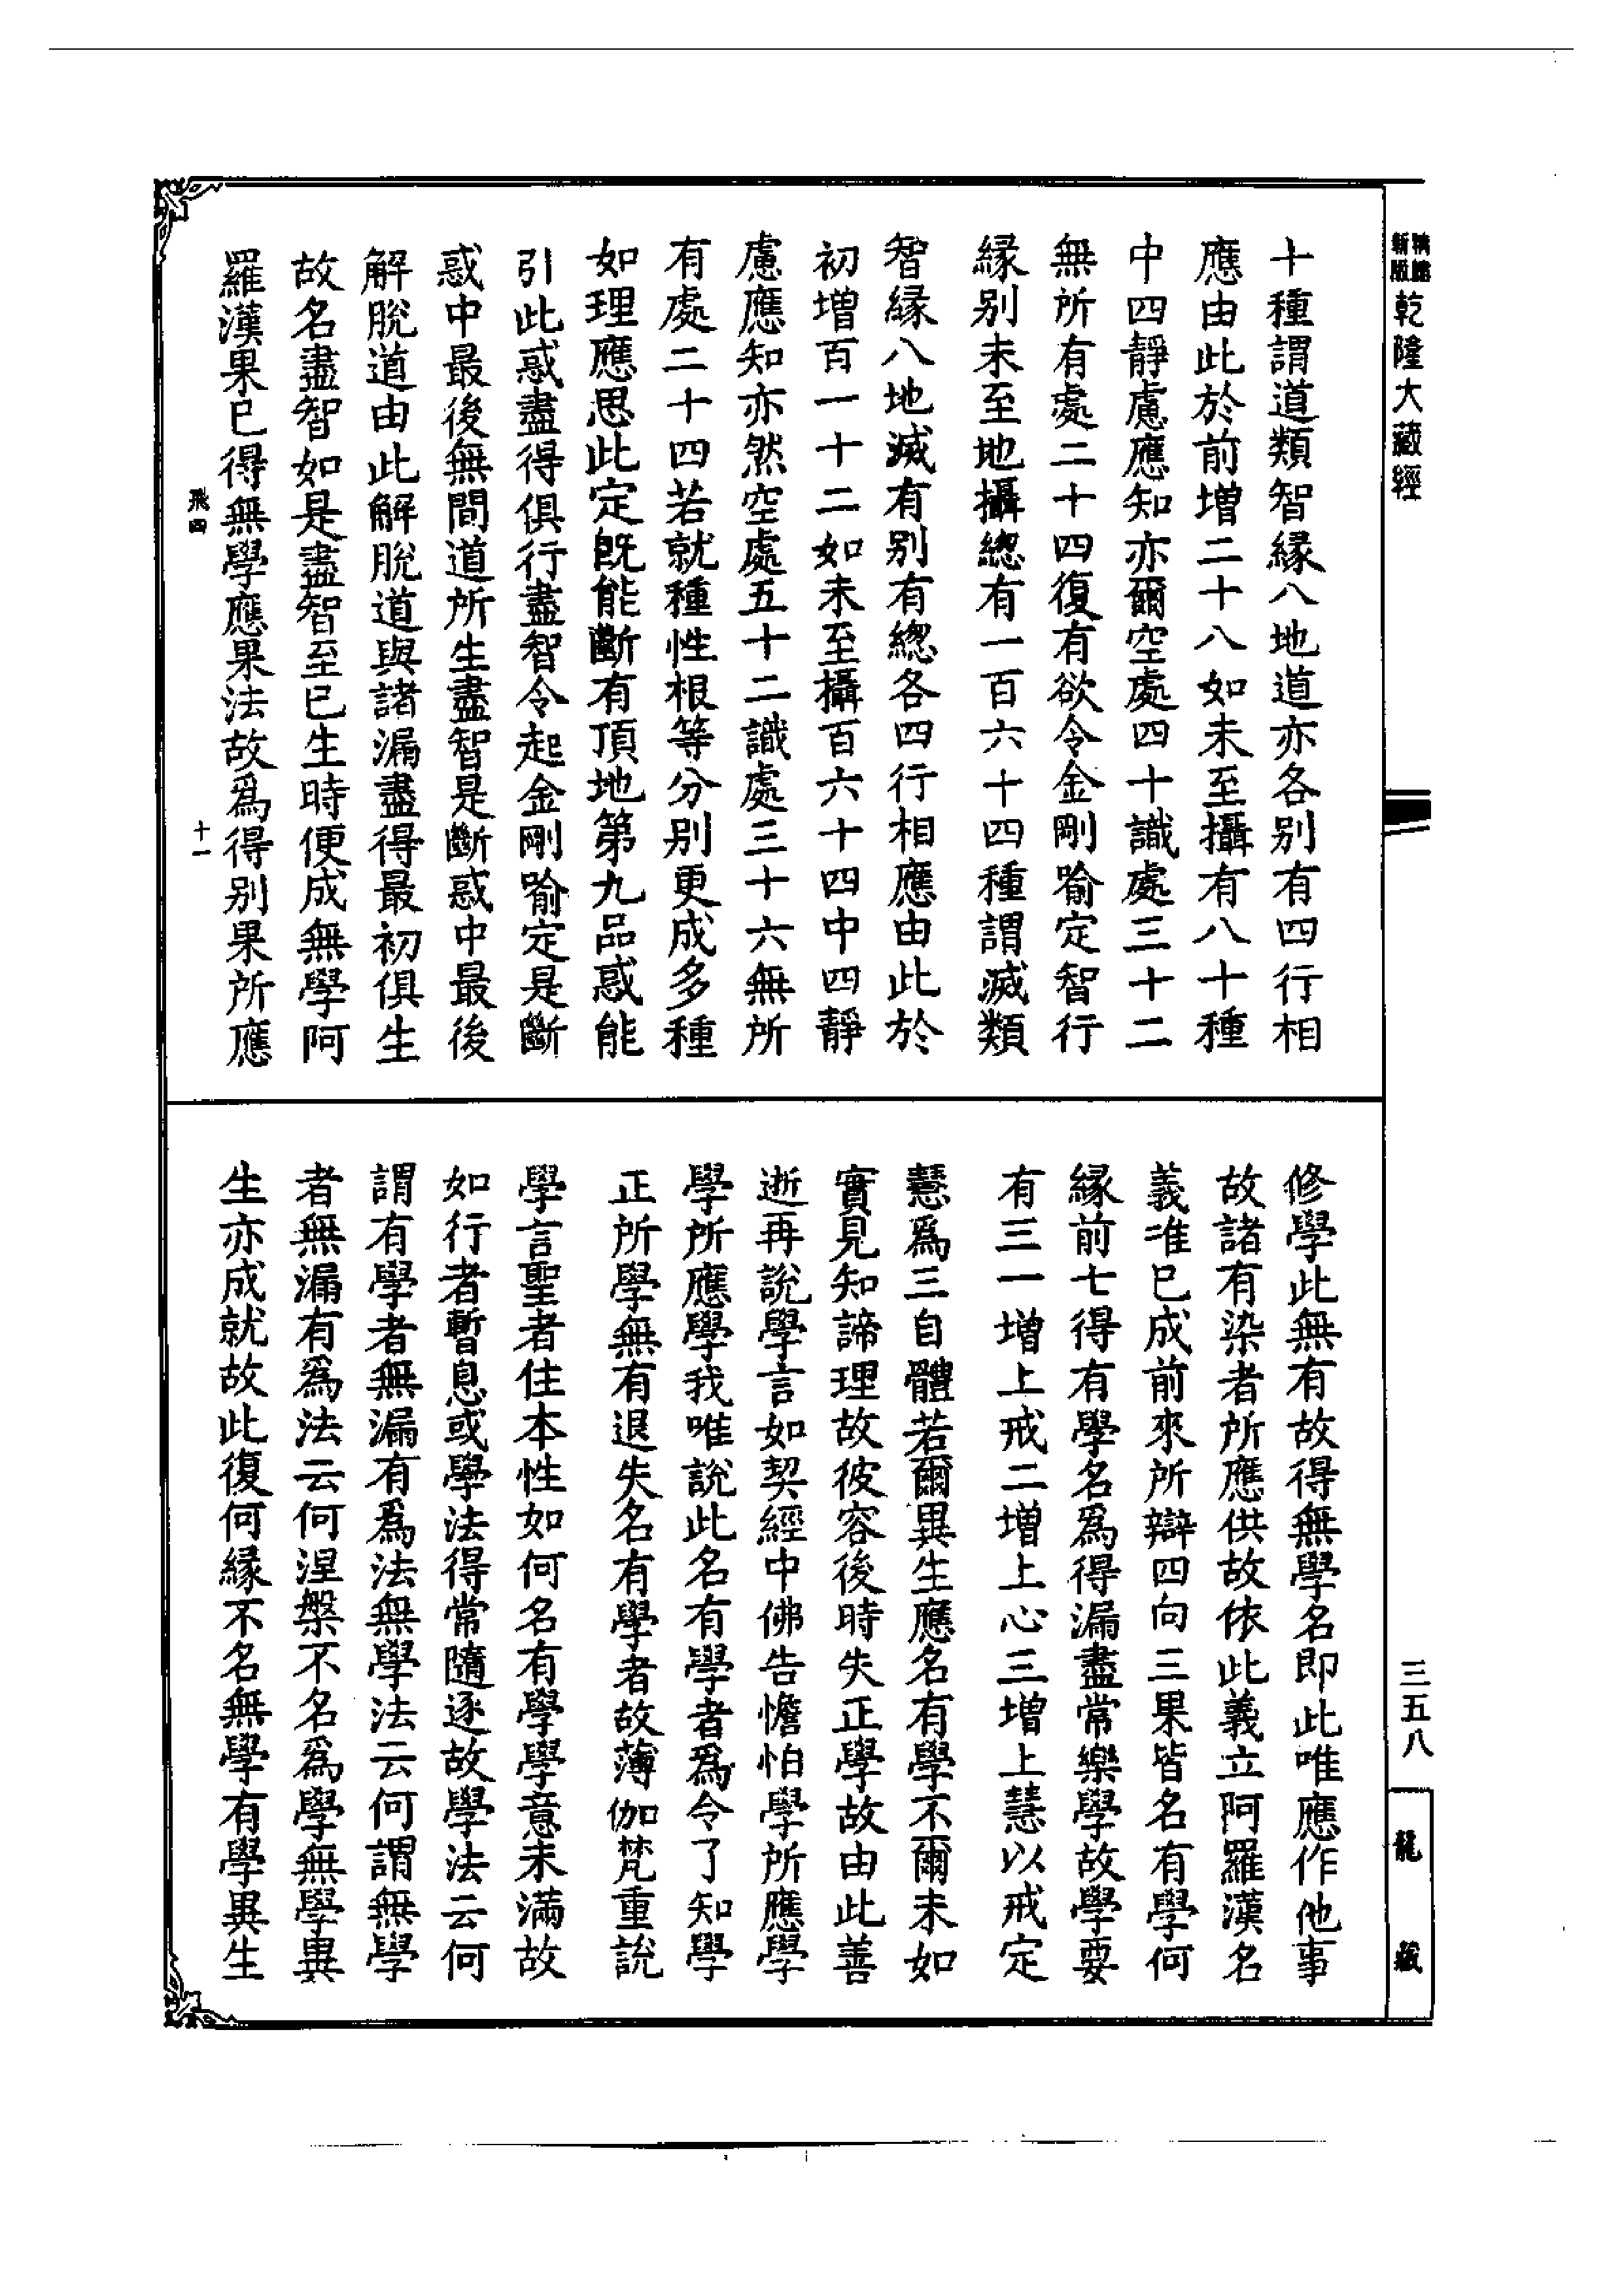 新版 精縮
乾隆大藏經
三五八
龍藏
十種謂道類智緣八地道亦各別有四行相
應由此於前增二十八如未至攝有八十種
中四靜慮應知亦爾空處四十識處三十二
無所有處二十四復有欲令金剛喻定智行
緣別未至地攝總有一百六十四種謂滅類
智緣八地滅有別有總各四行相應由此於
初增百一十二如未至攝百六十四中四靜
慮應知亦然空處五十二識處三十六無所
有處二十四若就種性根等分別更成多種
如理應思此定既能斷有頂地第九品惑能
引此惑盡得俱行盡智令起金剛喻定是斷
惑中最後無間道所生盡智是斷惑中最後
解脫道由此解脫道與諸漏盡得最初俱生
故名盡智如是盡智至已生時便成無學阿
羅漢果已得無學應果法故爲得別果所應
飛四
十一
修學此無有故得無學名即此唯應作他事
故諸有染者所應供故依此義立阿羅漢名
義准已成前來所辯四向三果皆名有學何
緣前七得有學名爲得漏盡常樂學故學要
有三一增上戒二增上心三增上慧以戒定
慧爲三自體若爾異生應名有學不爾未如
實見知諦理故彼容後時失正學故由此善
逝再說學言如契經中佛告憺怕學所應學
學所應學我唯說此名有學者爲令了知學
正所學無有退失名有學者故薄伽梵重說
學言聖者住本性如何名有學學意未滿故
如行者暫息或學法得常隨逐故學法云何
謂有學者無漏有爲法無學法云何謂無學
者無漏有爲法云何涅槃不名爲學無學異
生亦成就故此復何緣不名無學有學異生